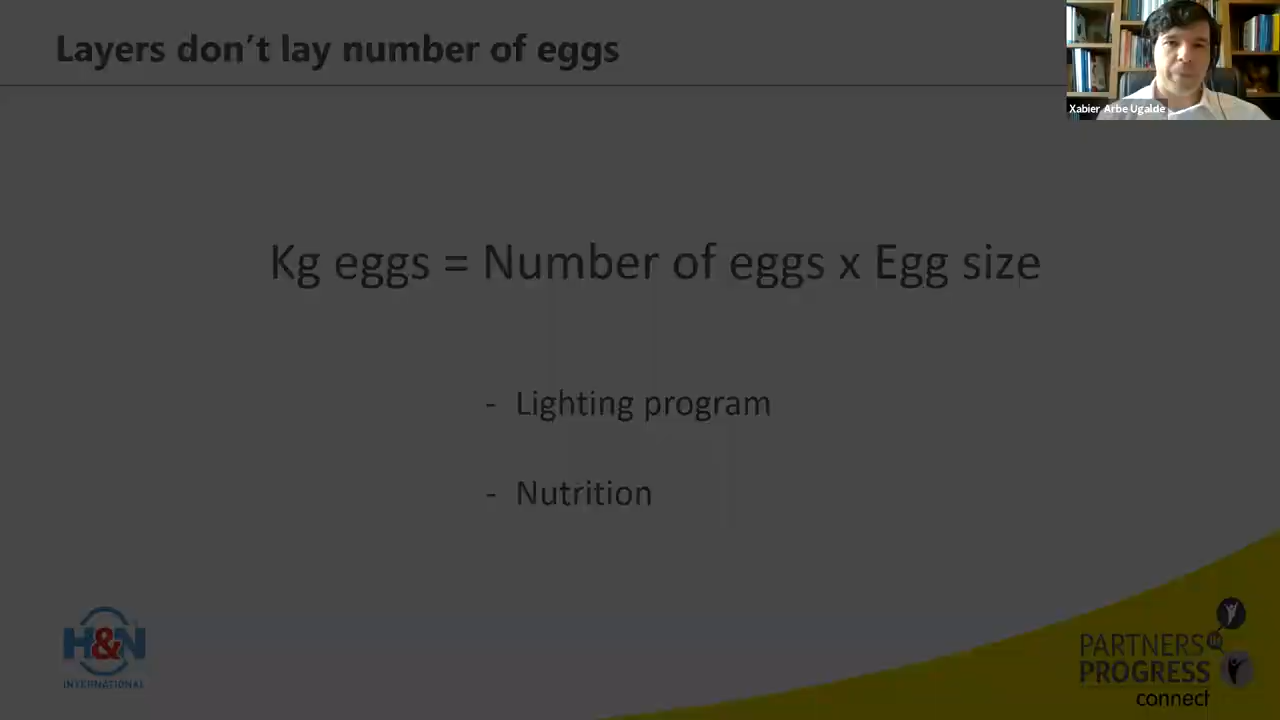 Layers don't lay number of eggs
Xabier Arbe Ugalde
Kg eggs = Number of eggs x Egg size
- Lighting program
- Nutrition
H&N
INTERNATIONAL
PARTNERS IN
PROGRESS
connect